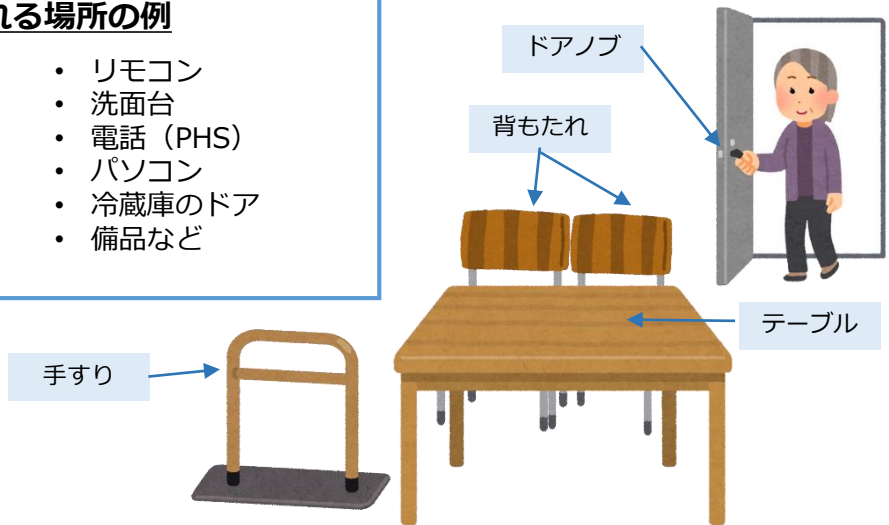 れる場所の例
• リモコン
• 洗面台
• 電話（PHS）
• パソコン
• 冷蔵庫のドア
• 備品など
ドアノブ
背もたれ
テーブル
手すり